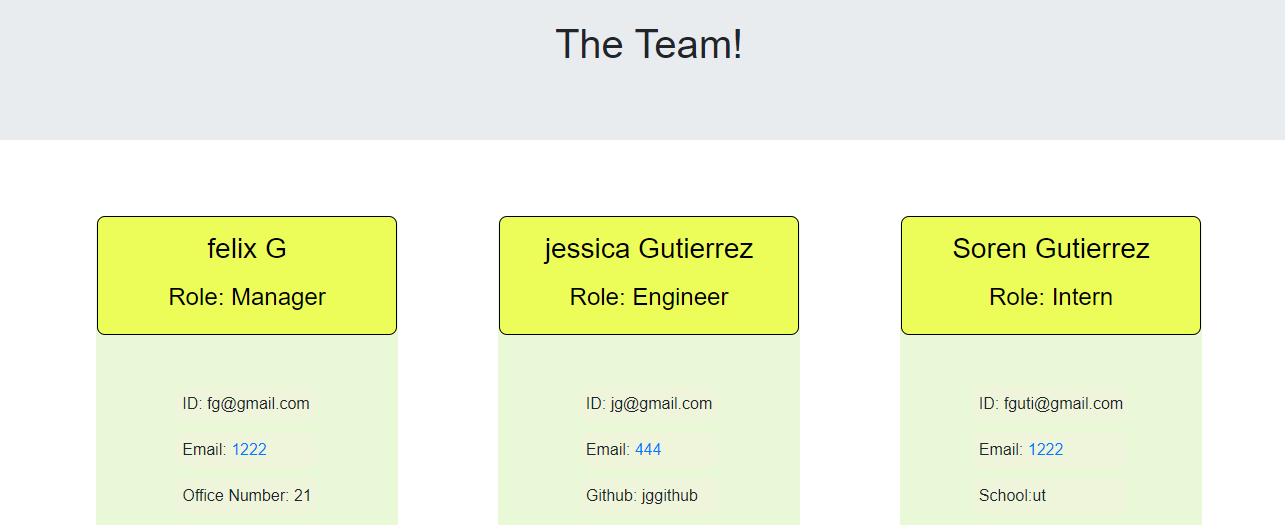 The Team!
felix G
Role: Manager
ID: fg@gmail.com
Email: 1222
Office Number: 21
jessica Gutierrez
Role: Engineer
ID: jg@gmail.com
Email: 444
Github: jggithub
Soren Gutierrez
Role: Intern
ID: fguti@gmail.com
Email: 1222
School:ut